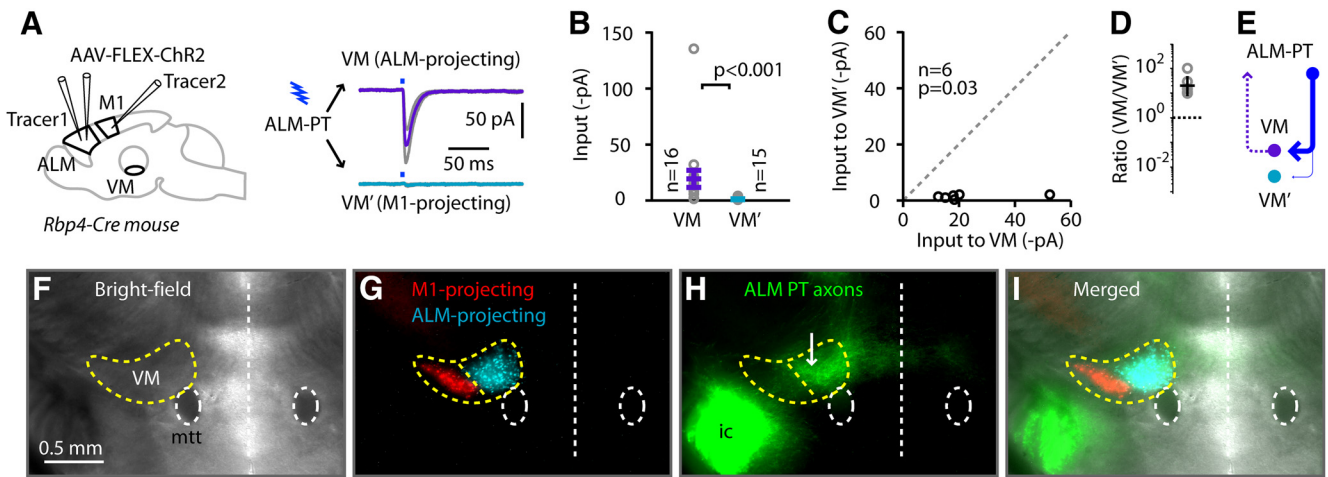 A
AAV-FLEX-ChR2
Tracer2
M1
Tracer1
ALM
VM
Rbp4-Cre mouse
VM (ALM-projecting)
ALM-PT
50 pA
50 ms
VM′ (M1-projecting)
B
150
100
50
0
Input (-pA)
p<0.001
n=16
n=15
VM
VM′
C
60
40
20
0
Input to VM′ (-pA)
n=6
p=0.03
0
20
40
60
Input to VM (-pA)
D
10²
10⁰
10⁻²
Ratio (VM/VM′)
E
ALM-PT
VM
VM′
F
Bright-field
VM
mtt
0.5 mm
G
M1-projecting
ALM-projecting
H
ALM PT axons
ic
I
Merged